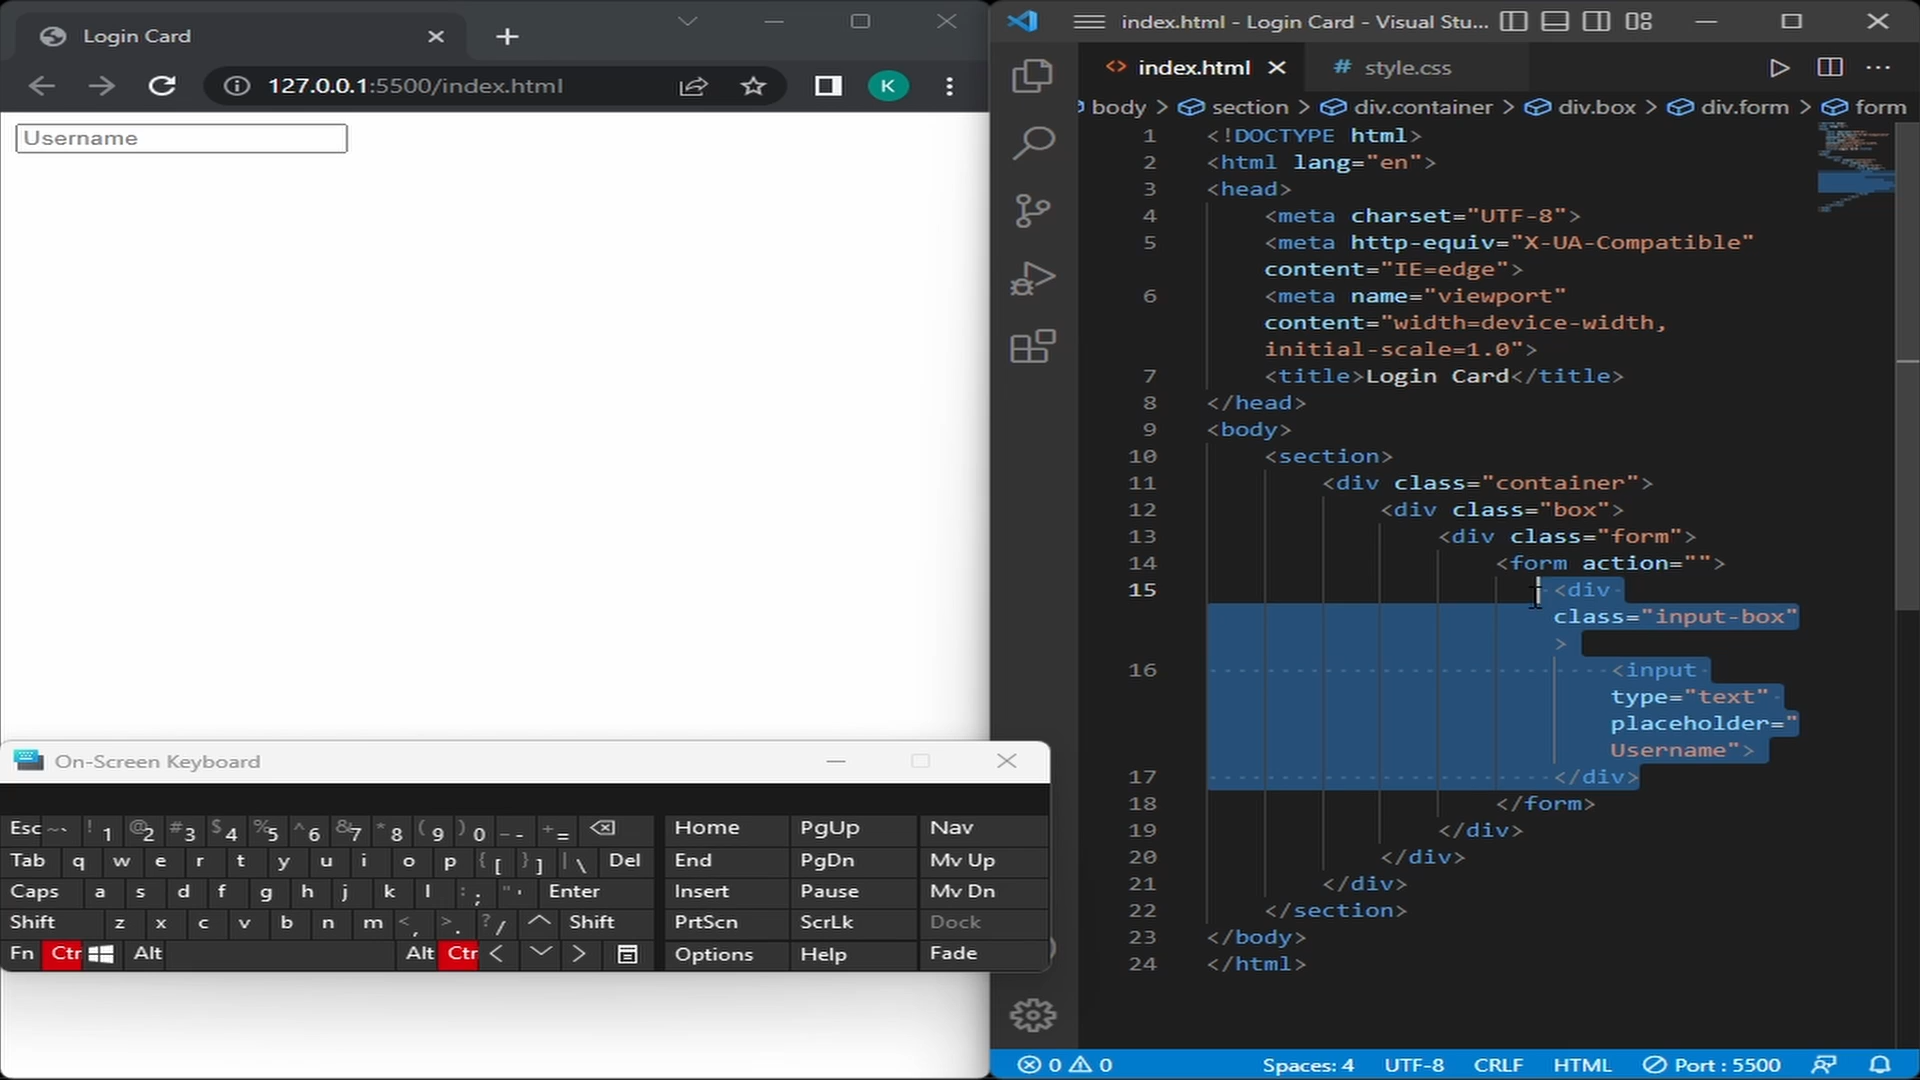 Login Card
127.0.0.1:5500/index.html
K
Username
On-Screen Keyboard
Esc ~` ! 1 @ 2 # 3 $ 4 % 5 ^ 6 & 7 * 8 ( 9 ) 0 _ - + = Home PgUp Nav
Tab q w e r t y u i o p { [ } ] | \ Del End PgDn Mv Up
Caps a s d f g h j k l : ; " ' Enter Insert Pause Mv Dn
Shift z x c v b n m < , > . ? / Shift PrtScn ScrLk Dock
Fn Ctr Alt Alt Ctr Options Help Fade
index.html - Login Card - Visual Stu...
index.html
# style.css
body > section > div.container > div.box > div.form > form
1 <!DOCTYPE html>
2 <html lang="en">
3 <head>
4 <meta charset="UTF-8">
5 <meta http-equiv="X-UA-Compatible"
content="IE=edge">
6 <meta name="viewport"
content="width=device-width,
initial-scale=1.0">
7 <title>Login Card</title>
8 </head>
9 <body>
10 <section>
11 <div class="container">
12 <div class="box">
13 <div class="form">
14 <form action="">
15 <div
class="input-box"
>
16 <input
type="text"
placeholder="
Username">
17 </div>
18 </form>
19 </div>
20 </div>
21 </div>
22 </section>
23 </body>
24 </html>
0 0 Spaces: 4 UTF-8 CRLF HTML Port : 5500